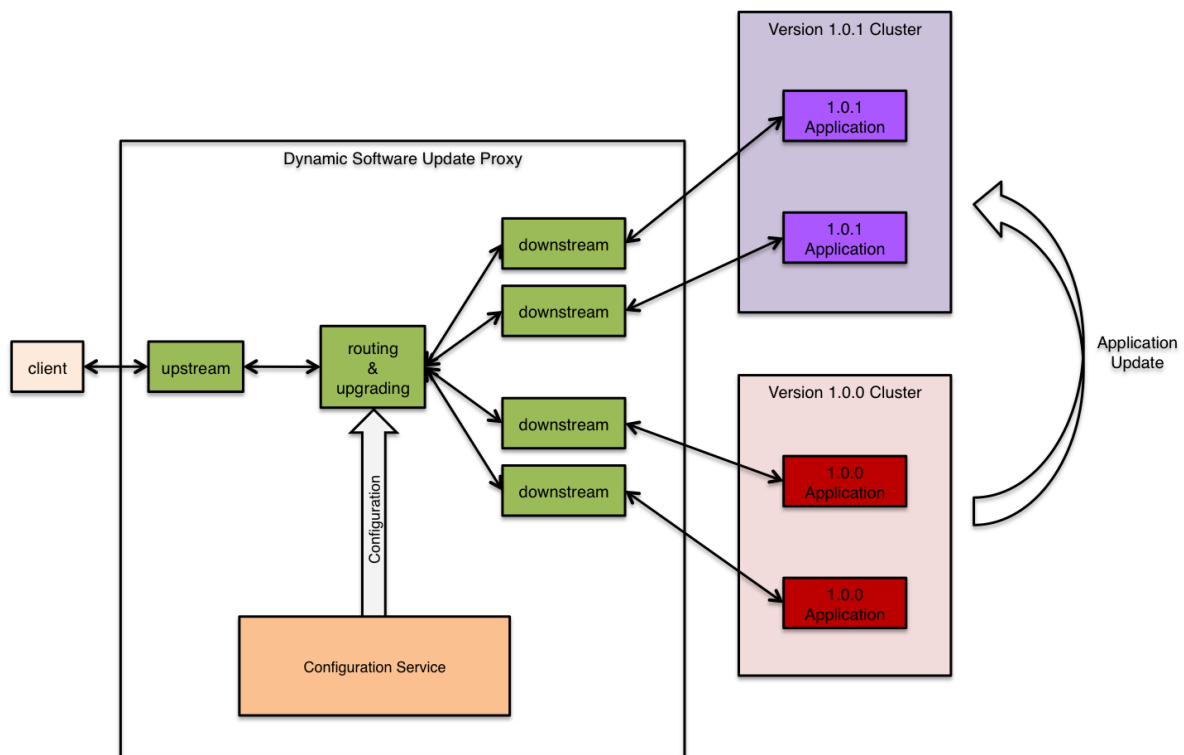 Version 1.0.1 Cluster
1.0.1
Application
1.0.1
Application
Dynamic Software Update Proxy
downstream
downstream
client
upstream
routing
&
upgrading
downstream
downstream
Configuration
Configuration Service
Version 1.0.0 Cluster
1.0.0
Application
1.0.0
Application
Application
Update